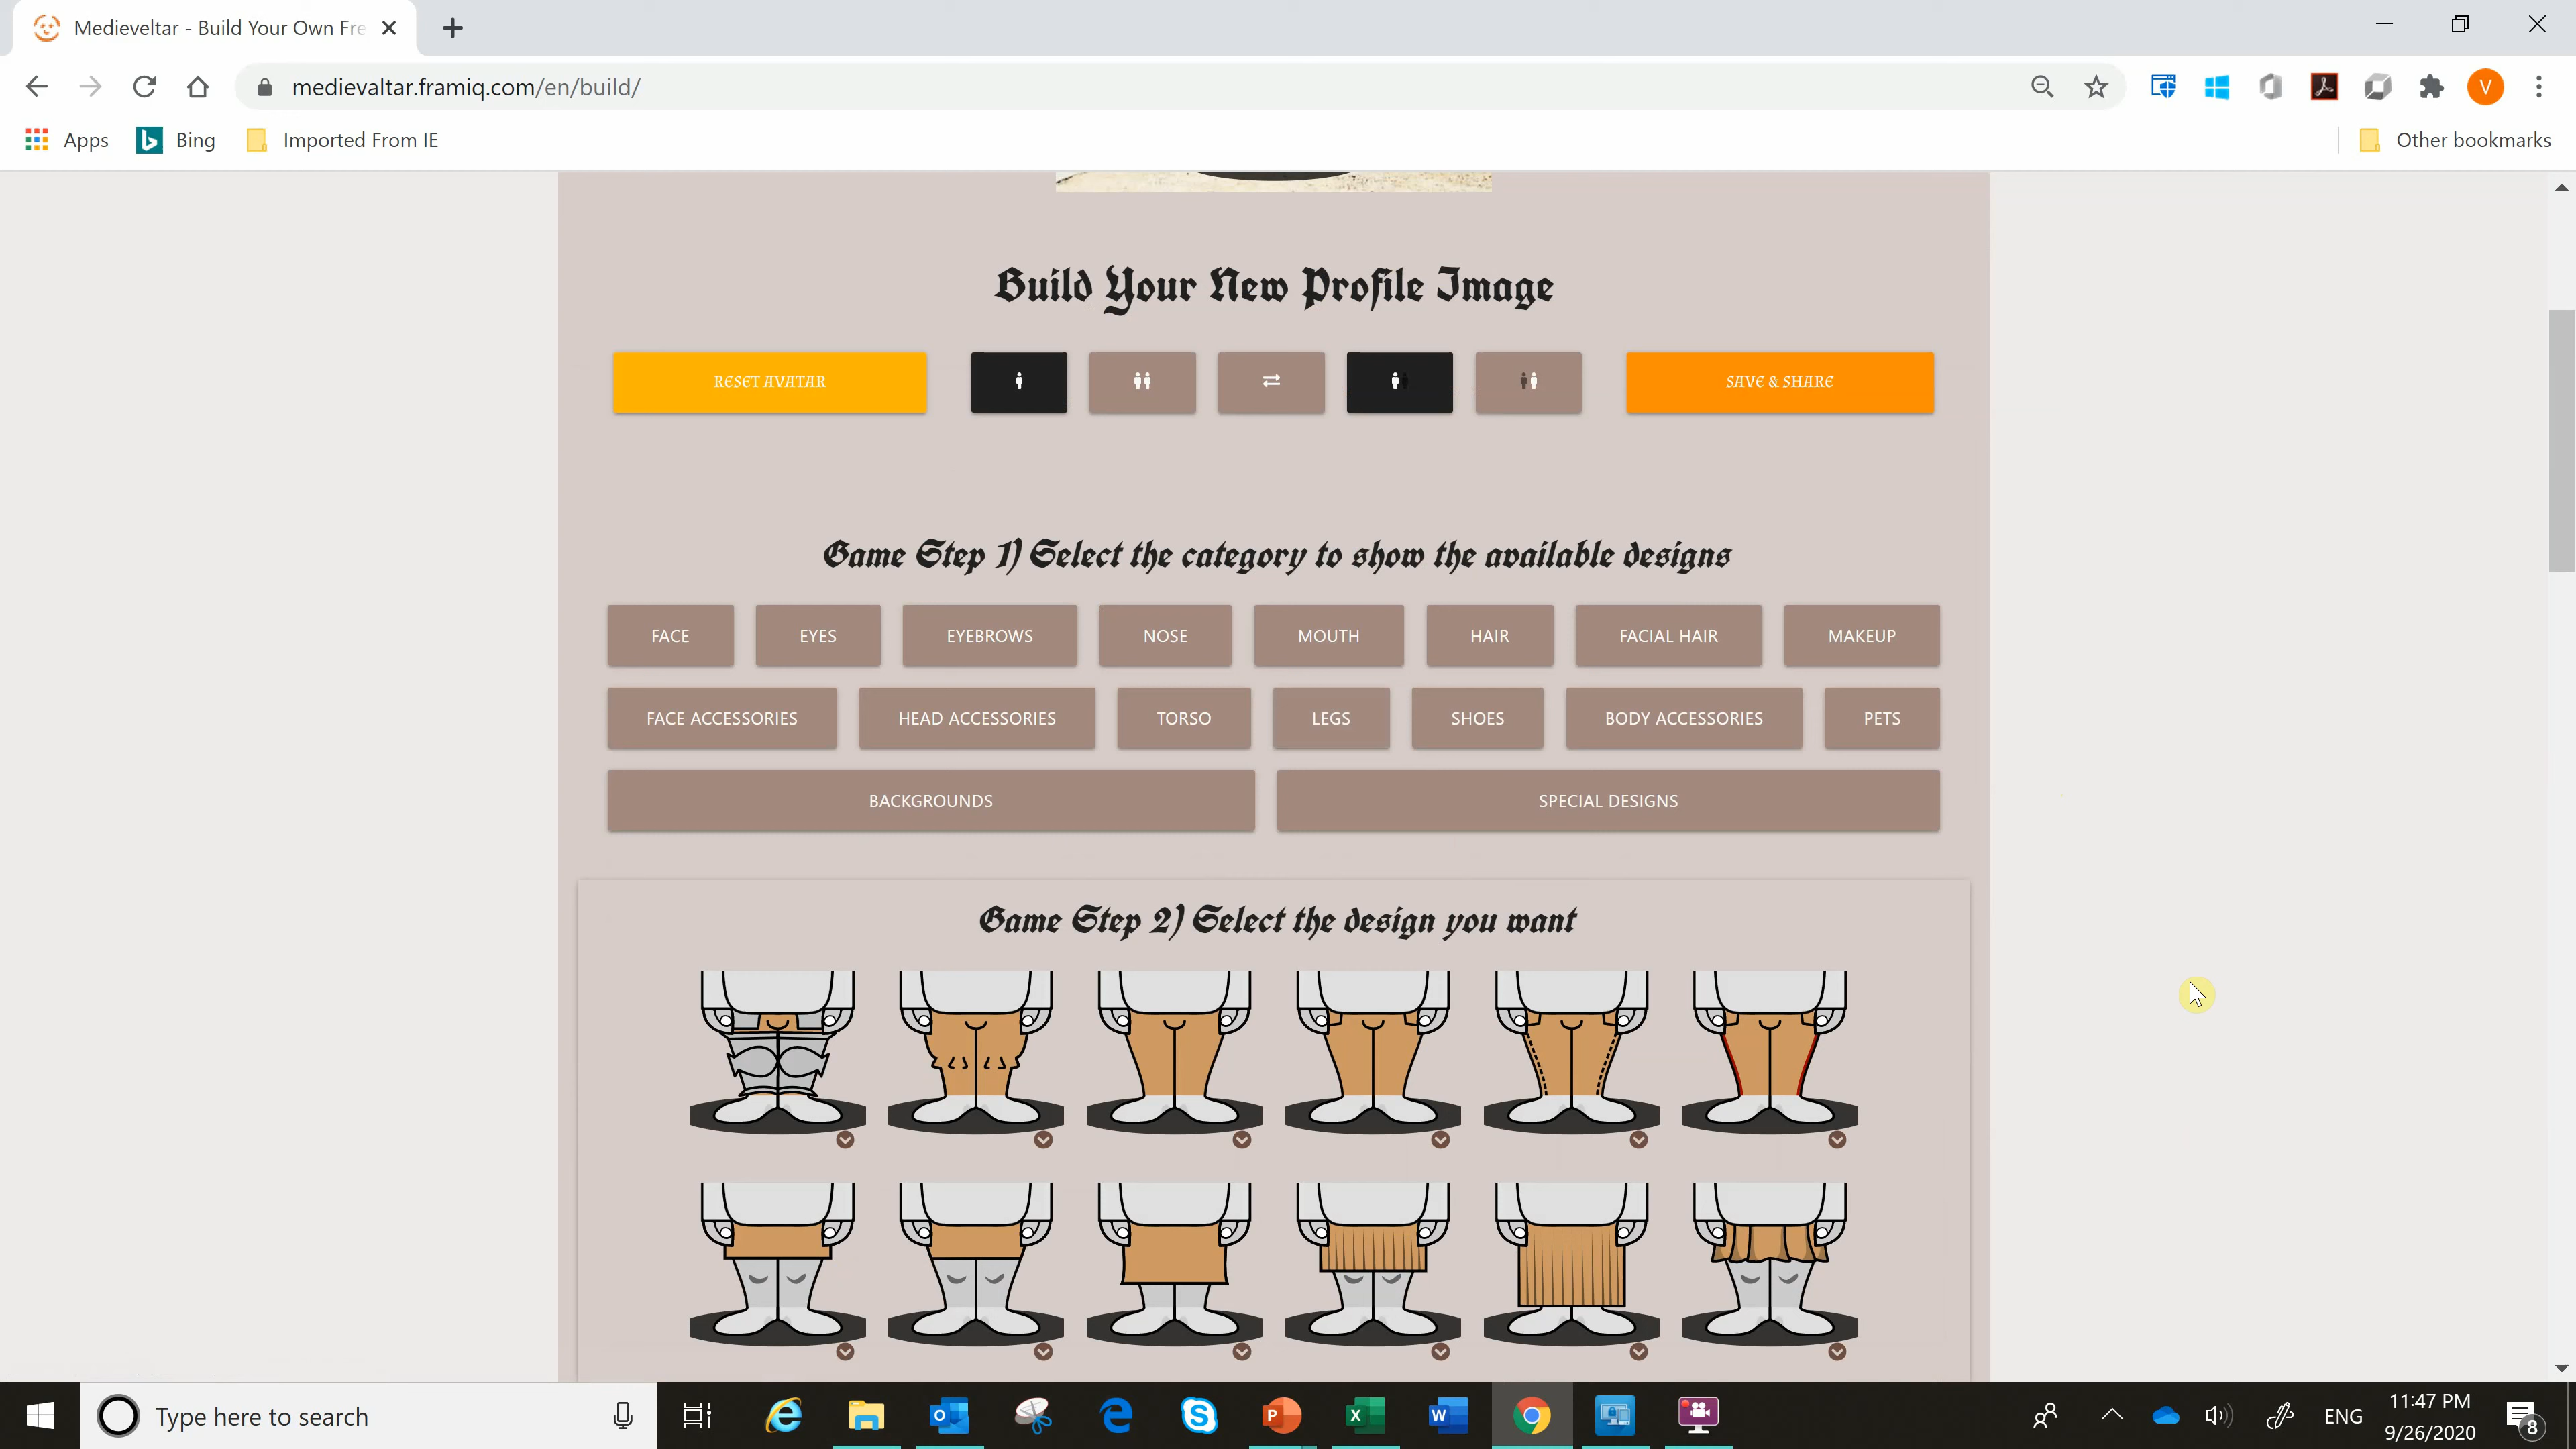 Medieveltar - Build Your Own Fre
medievaltar.framiq.com/en/build/
V
Apps
Bing
Imported From IE
Other bookmarks
Build Your New Profile Image
RESET AVATAR
SAVE & SHARE
Game Step 1) Select the category to show the available designs
FACE
EYES
EYEBROWS
NOSE
MOUTH
HAIR
FACIAL HAIR
MAKEUP
FACE ACCESSORIES
HEAD ACCESSORIES
TORSO
LEGS
SHOES
BODY ACCESSORIES
PETS
BACKGROUNDS
SPECIAL DESIGNS
Game Step 2) Select the design you want
Type here to search
ENG
11:47 PM
9/26/2020
8